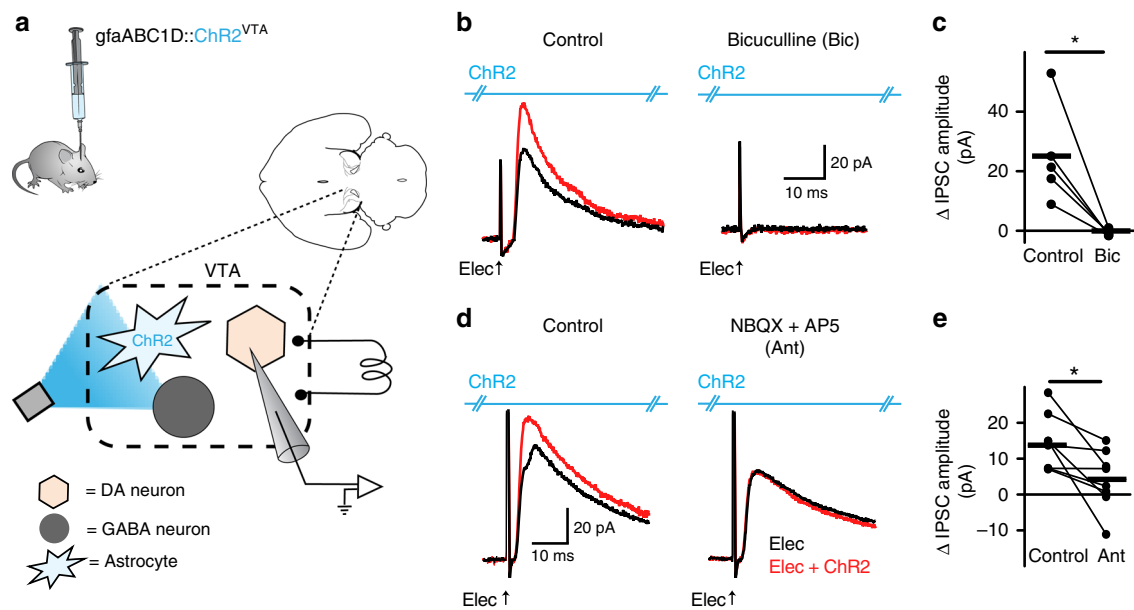 a
gfaABC1D::ChR2VTA
VTA
ChR2
= DA neuron
= GABA neuron
= Astrocyte
b
Control
Bicuculline (Bic)
ChR2
ChR2
20 pA
10 ms
Elec↑
Elec↑
c
*
Δ IPSC amplitude
(pA)
40
20
0
Control
Bic
d
Control
NBQX + AP5
(Ant)
ChR2
ChR2
20 pA
10 ms
Elec
Elec + ChR2
Elec ↑
Elec ↑
e
*
Δ IPSC amplitude
(pA)
20
10
0
−10
Control
Ant